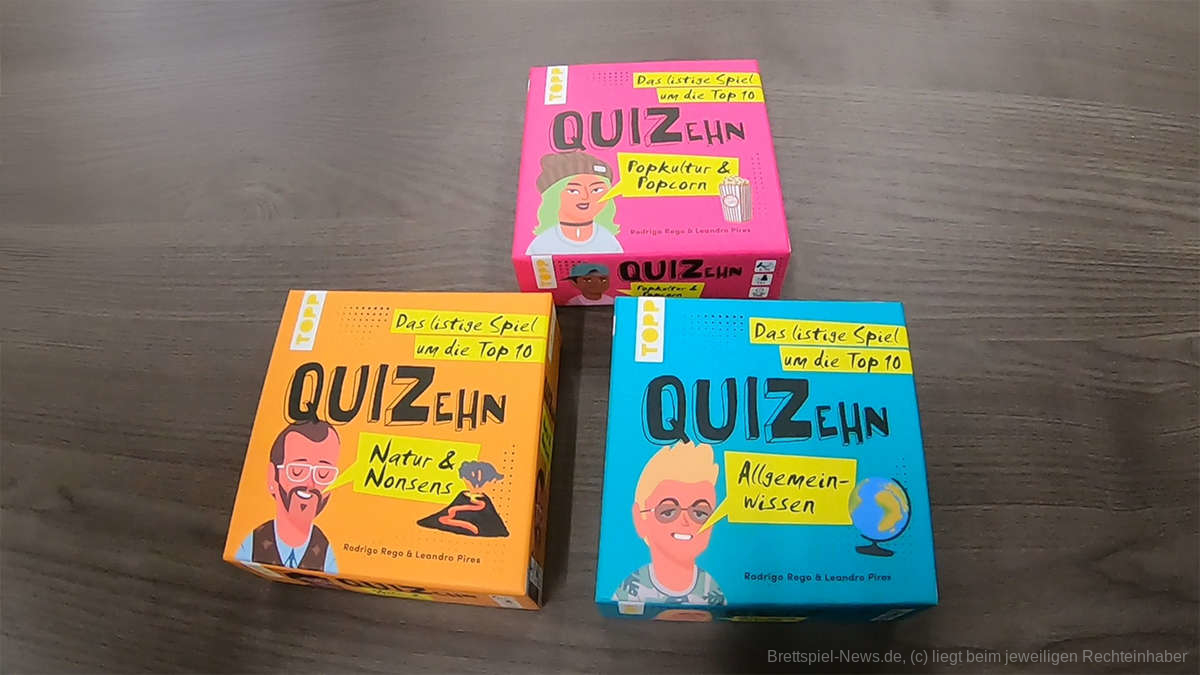 TOPP
Das listige Spiel
um die Top 10
QUIZEHN
Popkultur &
Popcorn
Rodrigo Rego & Leandro Pires
TOPP
QUIZEHN
Popkultur &
Popcorn
TOPP
Das listige Spiel
um die Top 10
QUIZEHN
Natur &
Nonsens
Rodrigo Rego & Leandro Pires
TOPP
Das listige Spiel
um die Top 10
QUIZEHN
Allgemein-
wissen
Rodrigo Rego & Leandro Pires
Brettspiel-News.de, (c) liegt beim jeweiligen Rechteinhaber